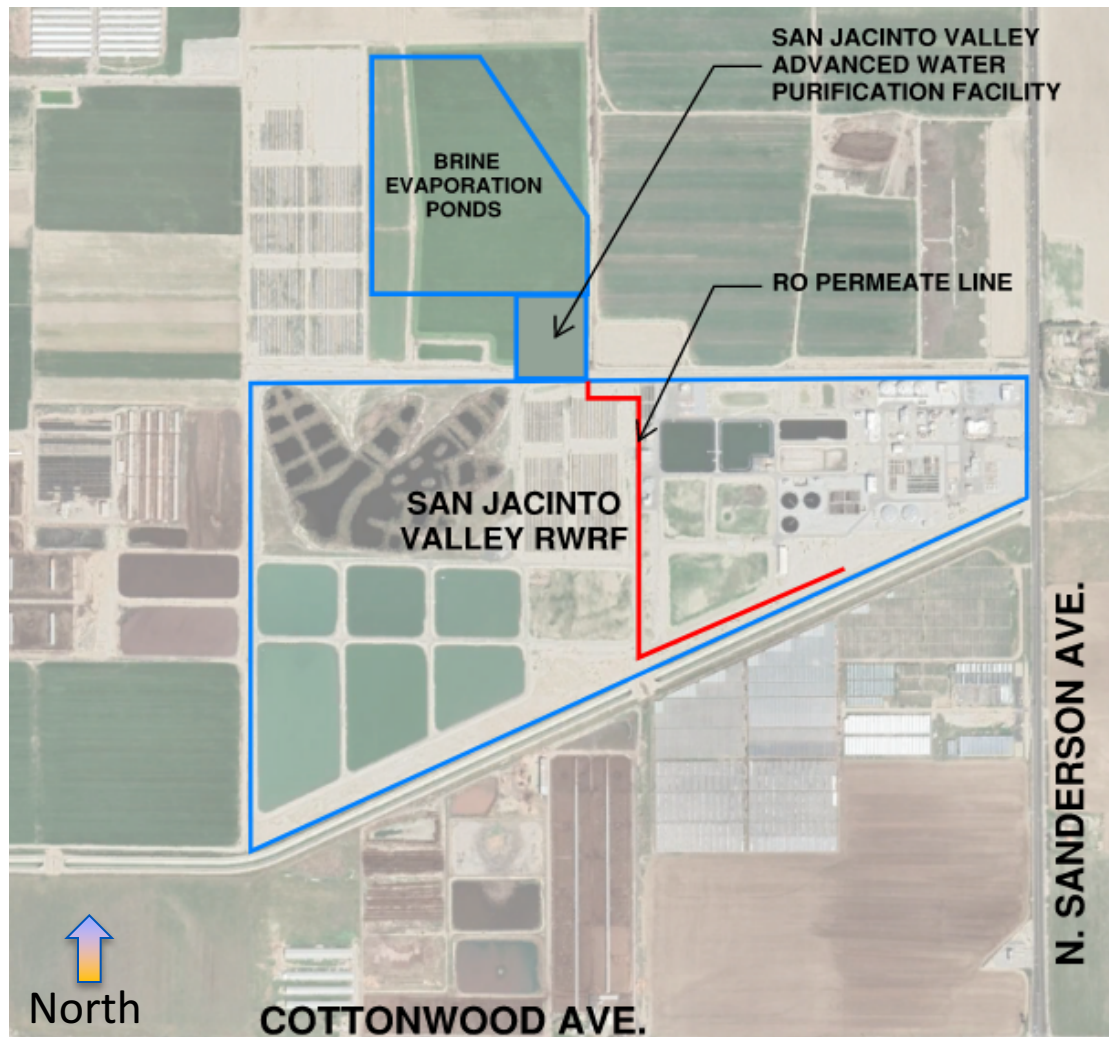 SAN JACINTO VALLEY
ADVANCED WATER
PURIFICATION FACILITY
BRINE
EVAPORATION
PONDS
RO PERMEATE LINE
SAN JACINTO
VALLEY RWRF
N. SANDERSON AVE.
North
COTTONWOOD AVE.